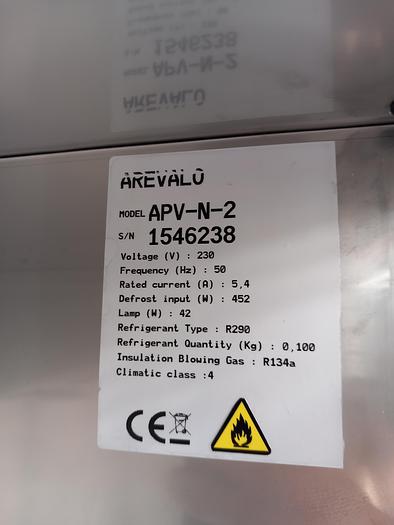 AREVALO
MODEL APV-N-2
S/N 1546238
Voltage (V) : 230
Frequency (Hz) : 50
Rated current (A) : 5,4
Defrost input (W) : 452
Lamp (W) : 42
Refrigerant Type : R290
Refrigerant Quantity (Kg) : 0,100
Insulation Blowing Gas : R134a
Climatic class :4
CE